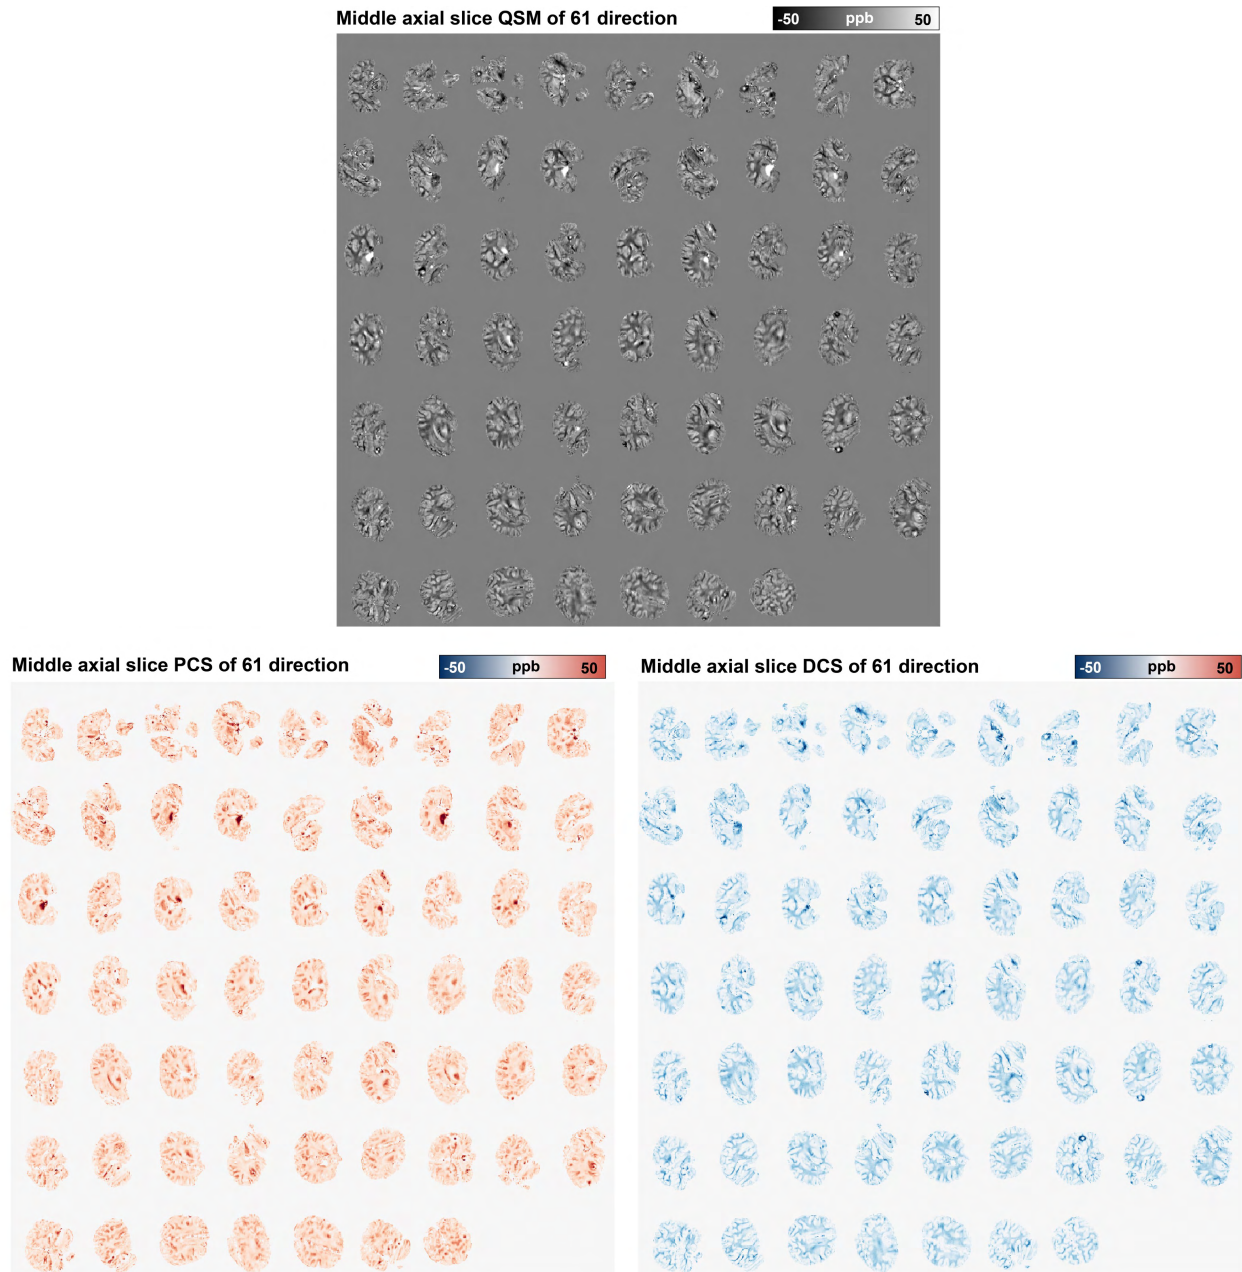 Middle axial slice QSM of 61 direction
-50 ppb 50
Middle axial slice PCS of 61 direction
-50 ppb 50
Middle axial slice DCS of 61 direction
-50 ppb 50